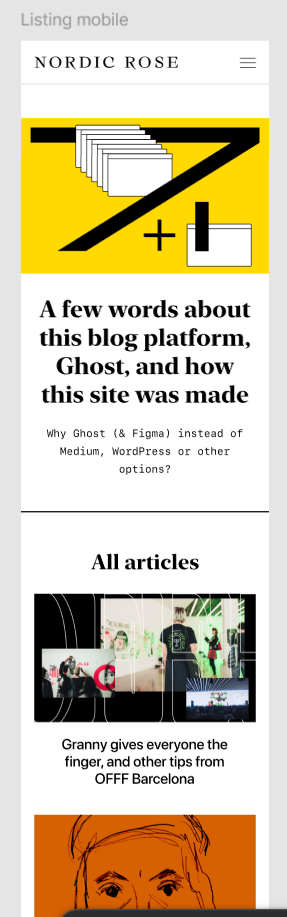 Listing mobile
NORDIC ROSE
A few words about
this blog platform,
Ghost, and how
this site was made
Why Ghost (& Figma) instead of
Medium, WordPress or other
options?
All articles
Granny gives everyone the
finger, and other tips from
OFFF Barcelona